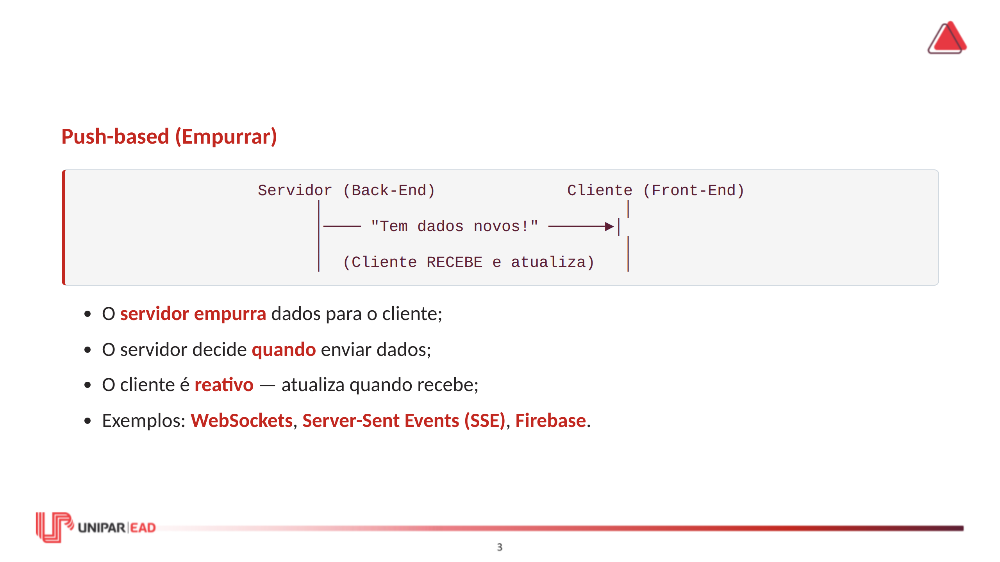 Push-based (Empurrar)
Servidor (Back-End)              Cliente (Front-End)
│                                │
│──── "Tem dados novos!" ──────►│
│                                │
│  (Cliente RECEBE e atualiza)   │
• O servidor empurra dados para o cliente;
• O servidor decide quando enviar dados;
• O cliente é reativo — atualiza quando recebe;
• Exemplos: WebSockets, Server-Sent Events (SSE), Firebase.
UNIPAR|EAD
3